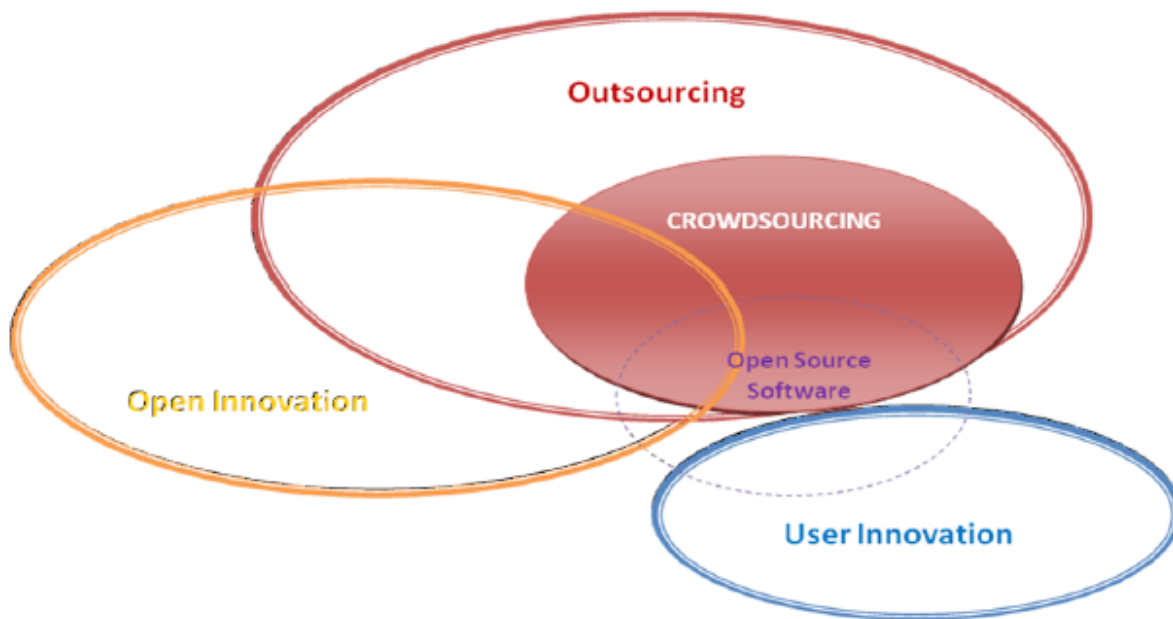 Outsourcing
CROWDSOURCING
Open Source
Software
Open Innovation
User Innovation